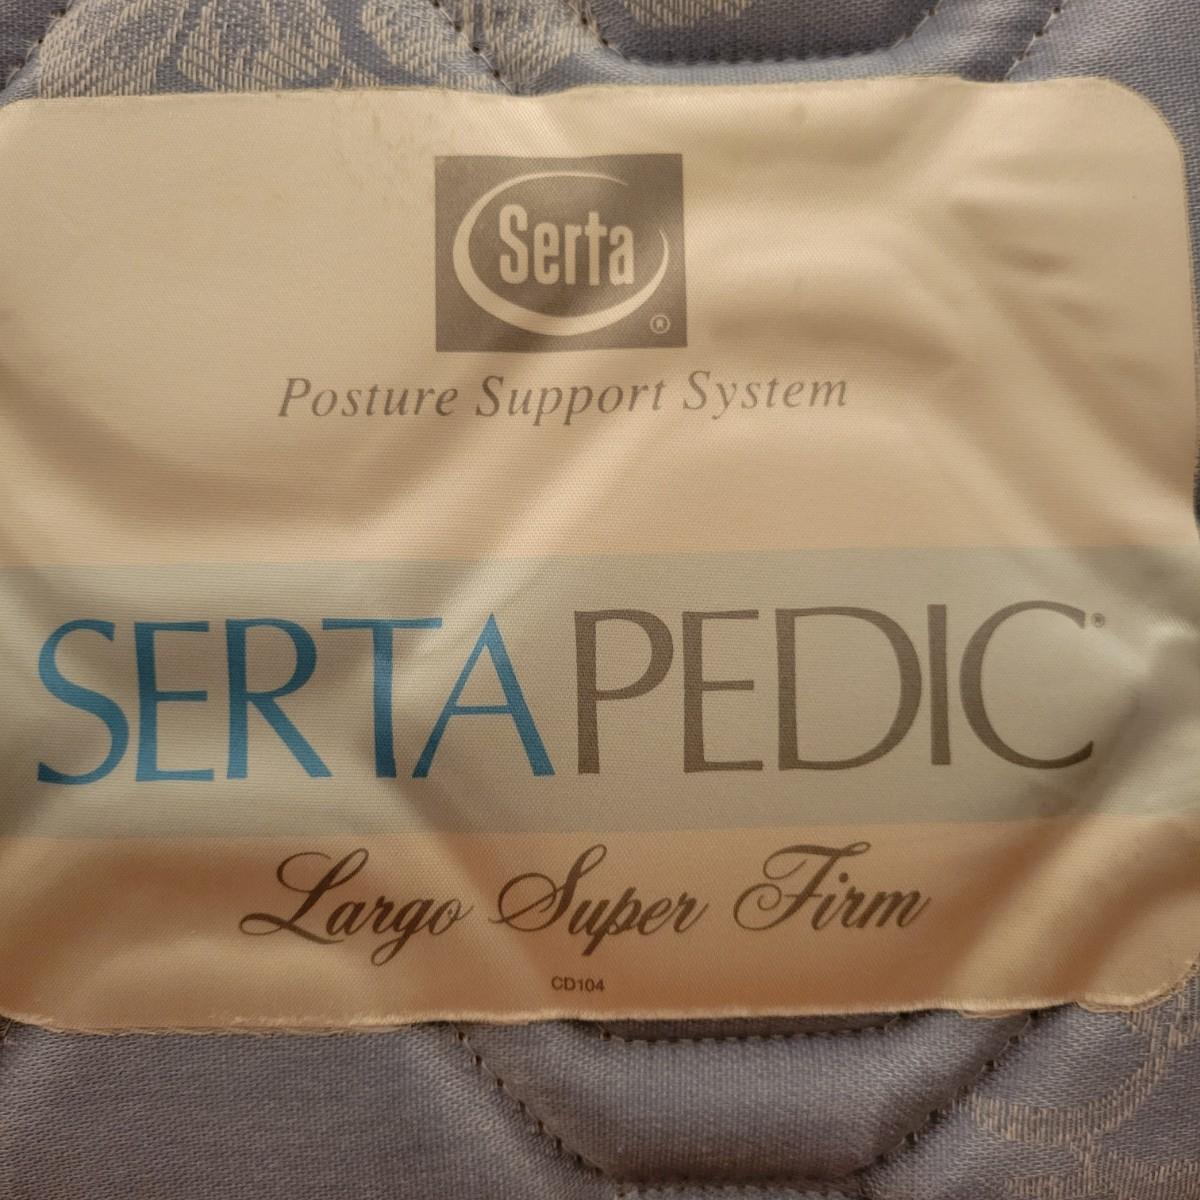 Serta ®
Posture Support System
SERTAPEDIC®
Largo Super Firm
CD104